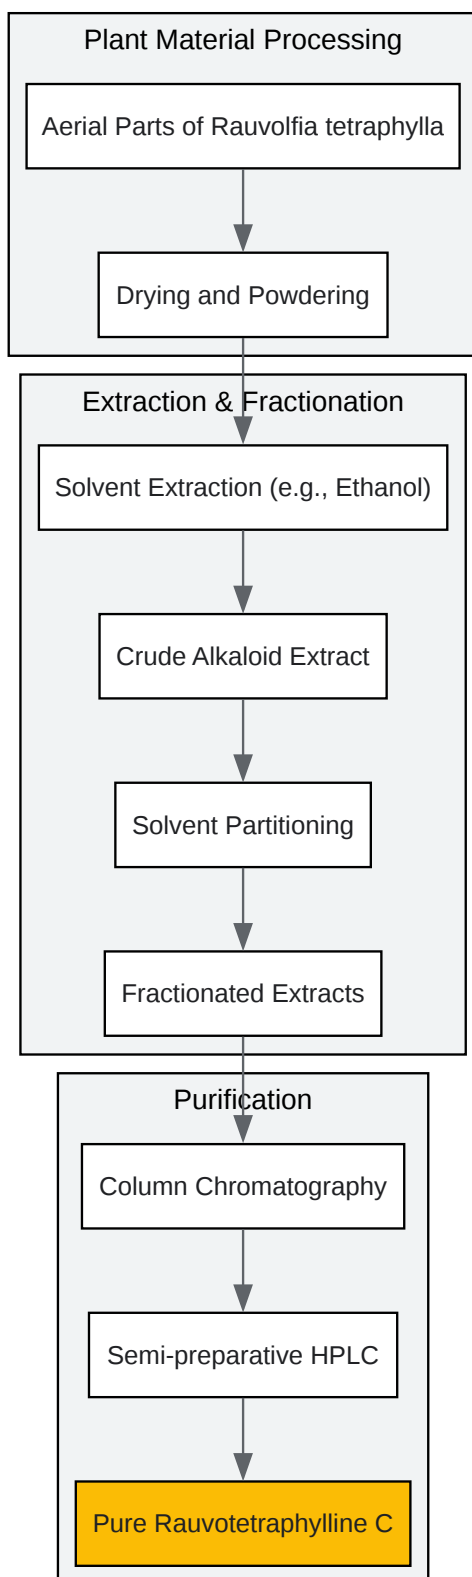 Plant Material Processing
Aerial Parts of Rauvolfia tetraphylla
Drying and Powdering
Extraction & Fractionation
Solvent Extraction (e.g., Ethanol)
Crude Alkaloid Extract
Solvent Partitioning
Fractionated Extracts
Purification
Column Chromatography
Semi-preparative HPLC
Pure Rauvotetraphylline C